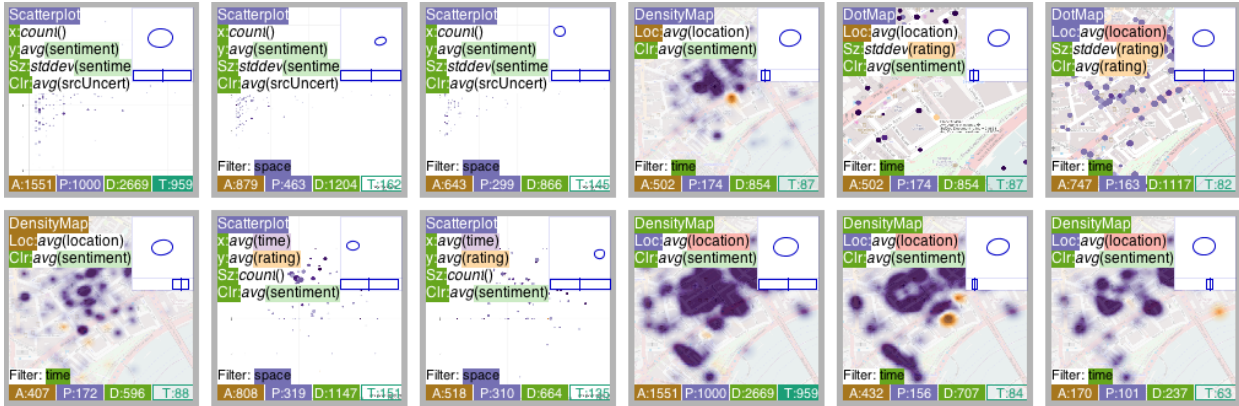 Scatterplot
x:count()
y:avg(sentiment)
Sz:stddev(sentime
Clr:avg(srcUncert)
A:1551 P:1000 D:2669 T:959
Scatterplot
x:count()
y:avg(sentiment)
Sz:stddev(sentime
Clr:avg(srcUncert)
Filter: space
A:879 P:463 D:1204 T:162
Scatterplot
x:count()
y:avg(sentiment)
Sz:stddev(sentime
Clr:avg(srcUncert)
Filter: space
A:643 P:299 D:866 T:145
DensityMap
Loc:avg(location)
Clr:avg(sentiment)
Filter: time
A:502 P:174 D:854 T:87
DotMap
Loc:avg(location)
Sz:stddev(rating)
Clr:avg(sentiment)
Filter: time
A:502 P:174 D:854 T:87
DotMap
Loc:avg(location)
Sz:stddev(rating)
Clr:avg(rating)
Filter: time
A:747 P:163 D:1117 T:82
DensityMap
Loc:avg(location)
Clr:avg(sentiment)
Filter: time
A:407 P:172 D:596 T:88
Scatterplot
x:avg(time)
y:avg(rating)
Sz:count()
Clr:avg(sentiment)
Filter: space
A:808 P:319 D:1147 T:151
Scatterplot
x:avg(time)
y:avg(rating)
Sz:count()
Clr:avg(sentiment)
Filter: space
A:518 P:310 D:664 T:125
DensityMap
Loc:avg(location)
Clr:avg(sentiment)
A:1551 P:1000 D:2669 T:959
DensityMap
Loc:avg(location)
Clr:avg(sentiment)
Filter: time
A:432 P:156 D:707 T:84
DensityMap
Loc:avg(location)
Clr:avg(sentiment)
Filter: time
A:170 P:101 D:237 T:63